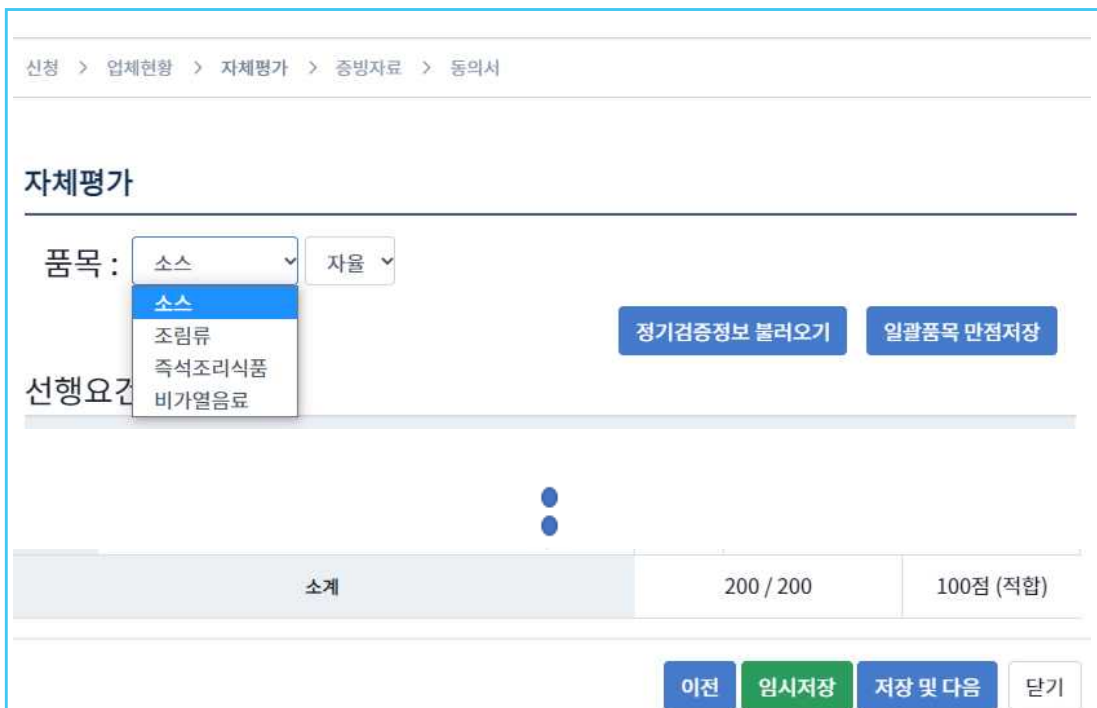 신청 > 업체현황 > 자체평가 > 증빙자료 > 동의서
자체평가
품목 : 소스 자율
소스
조림류
즉석조리식품
비가열음료
정기검증정보 불러오기 일괄품목 만점저장
선행요건
소계 200 / 200 100점 (적합)
이전 임시저장 저장 및 다음 닫기